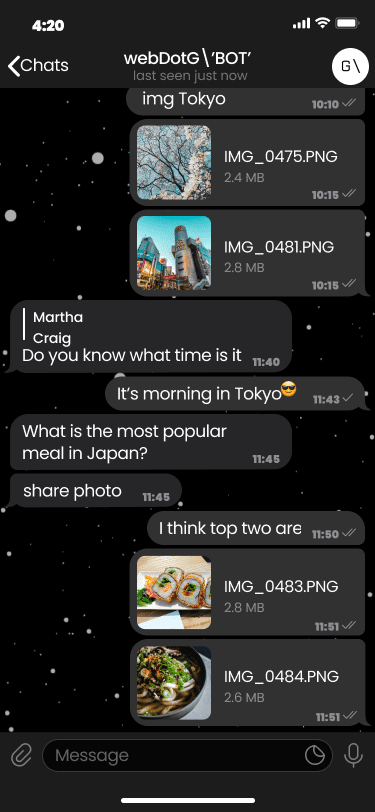 4:20
Chats
webDotG\'BOT'
last seen just now
G\
img Tokyo
10:10
IMG_0475.PNG
2.4 MB
10:15
IMG_0481.PNG
2.8 MB
10:15
Martha
Craig
Do you know what time is it
11:40
It's morning in Tokyo😎
11:43
What is the most popular
meal in Japan?
11:45
share photo
11:45
I think top two are
11:50
IMG_0483.PNG
2.8 MB
11:51
IMG_0484.PNG
2.6 MB
11:51
Message